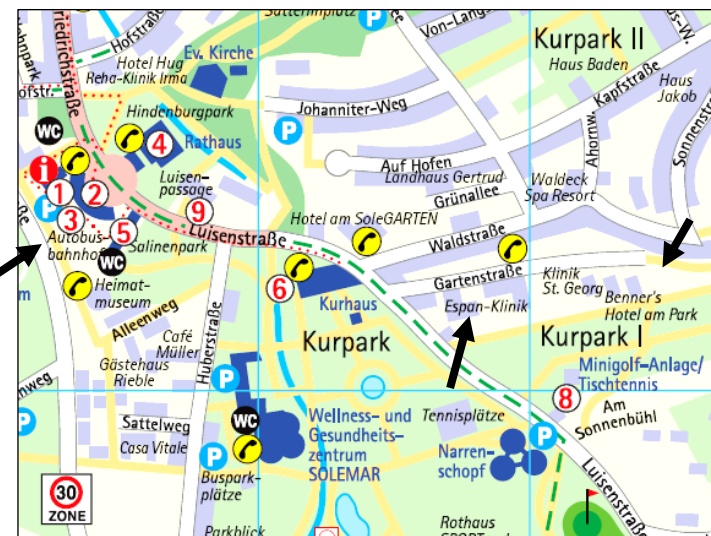 Sattelinplatz
Von-Lang
Kurpark II
Haus Baden
Hofstraße
Friedrichstraße
Hotel Hug
Reha-Klinik Irma
Ev. Kirche
P
Kapfstraße
Haus
Jakob
Hofstr.
Hindenburgpark
Johanniter-Weg
P
WC
4
Rathaus
Ahornw.
Sonnenstr
i
Auf Hofen
Landhaus Gertrud
Luisen-
passage
Grünallee
Waldeck
Spa Resort
1
2
P
3
9
5
Hotel am SoleGARTEN
Luisenstraße
Waldstraße
Autobus-
bahnhof
Salinenpark
WC
Heimat-
museum
6
Kurhaus
Gartenstraße
Klinik
St. Georg
Espan-Klinik
Benner's
Hotel am Park
Alleenweg
Café
Müller
Huberstraße
Kurpark
Kurpark I
Minigolf-Anlage/
Tischtennis
Gästehaus
Rieble
P
8
Am
Sonnenbühl
nweg
P
Sattelweg
Casa Vitale
WC
Wellness- und
Gesundheits-
zentrum
SOLEMAR
Tennisplätze
P
Narren-
schopf
P
Luisenstraße
Buspark-
plätze
30
ZONE
Parkblick
Rothaus